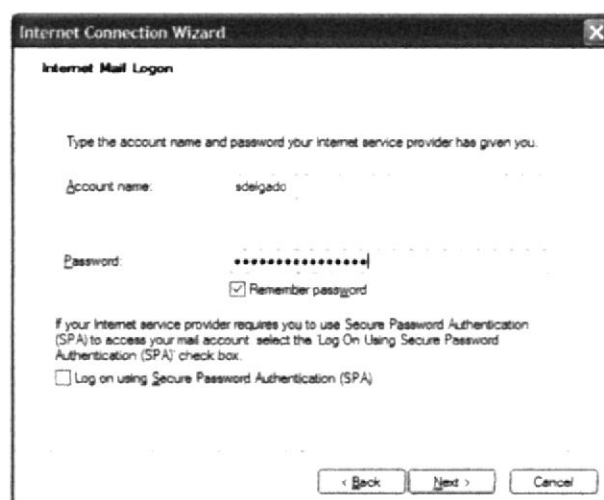 Internet Connection Wizard
Internet Mail Logon
Type the account name and password your Internet service provider has given you.
Account name: sdelgado
Password: ••••••••••••••••
Remember password
If your Internet service provider requires you to use Secure Password Authentication
(SPA) to access your mail account, select the 'Log On Using Secure Password
Authentication (SPA)' check box.
Log on using Secure Password Authentication (SPA)
< Back Next > Cancel